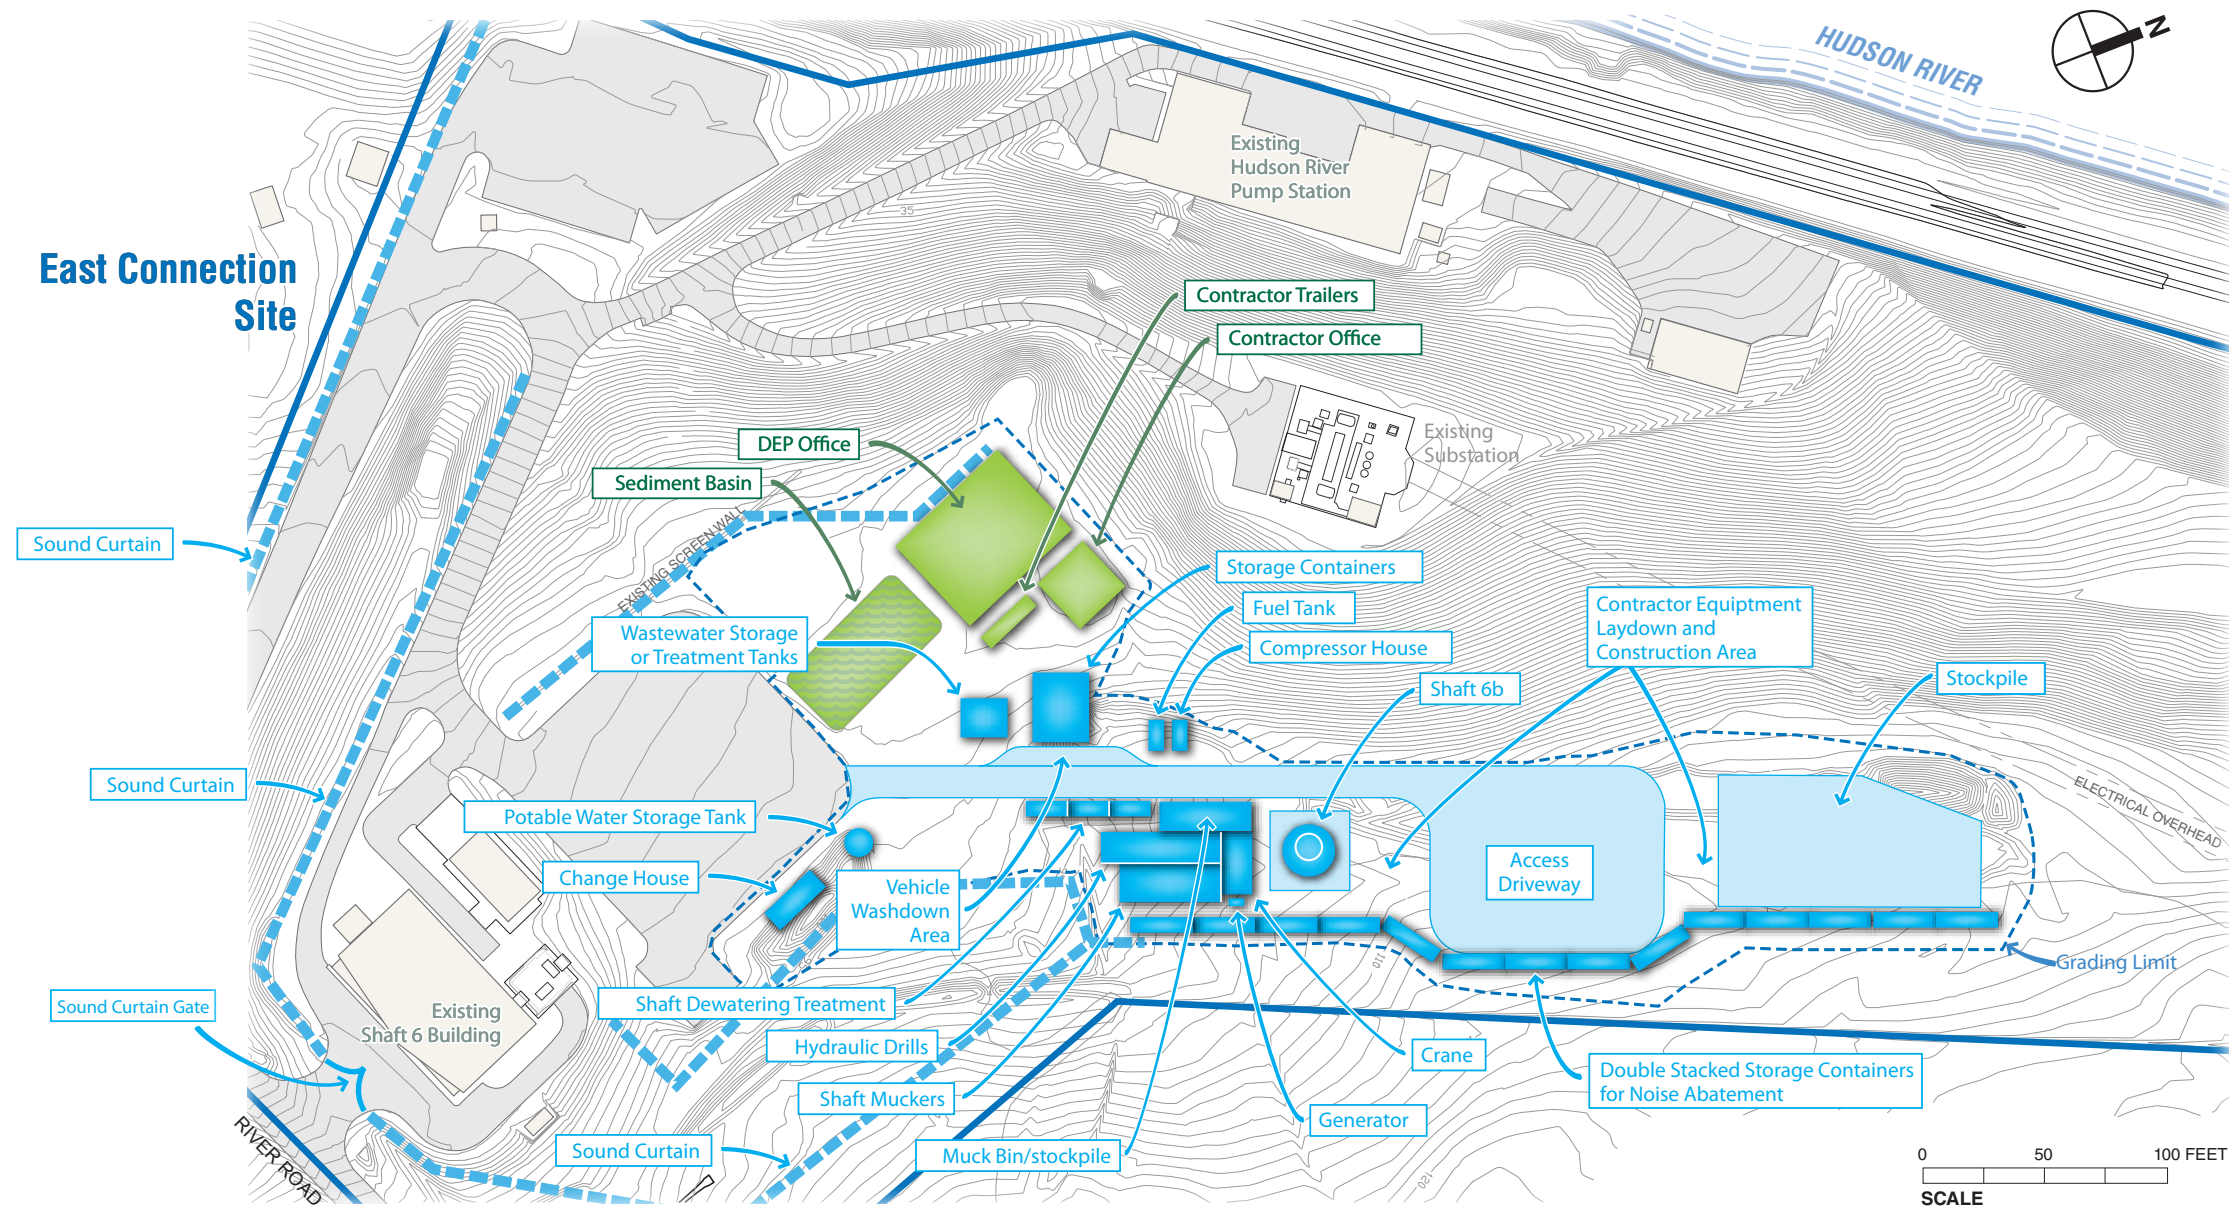 HUDSON RIVER
N
Existing
Hudson River
Pump Station
35
East Connection
Site
Contractor Trailers
Contractor Office
DEP Office
Sediment Basin
Existing
Substation
EXISTING SCREEN WALL
Sound Curtain
Storage Containers
Fuel Tank
Compressor House
Contractor Equiptment
Laydown and
Construction Area
Wastewater Storage
or Treatment Tanks
Shaft 6b
Stockpile
Sound Curtain
Potable Water Storage Tank
ELECTRICAL OVERHEAD
Change House
Vehicle
Washdown
Area
Access
Driveway
110
Grading Limit
Sound Curtain Gate
Existing
Shaft 6 Building
Shaft Dewatering Treatment
Hydraulic Drills
Crane
Double Stacked Storage Containers
for Noise Abatement
Shaft Muckers
Generator
RIVER ROAD
Sound Curtain
Muck Bin/stockpile
120
0 50 100 FEET
SCALE